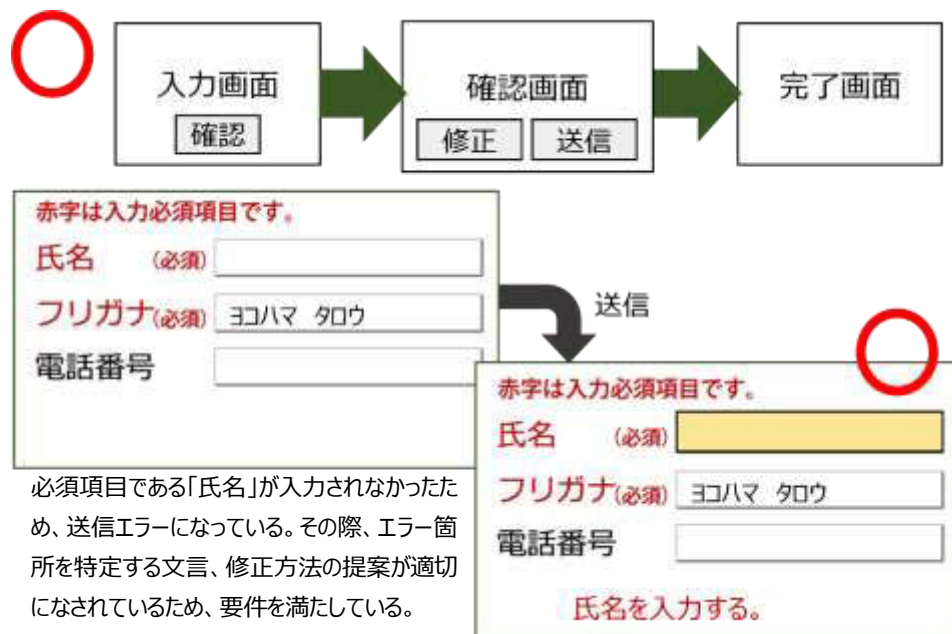 入力画面
確認
確認画面
修正 送信
完了画面
赤字は入力必須項目です。
氏名 (必須)
フリガナ(必須) ヨコハマ タロウ
電話番号
送信
赤字は入力必須項目です。
氏名 (必須)
フリガナ(必須) ヨコハマ タロウ
電話番号
氏名を入力する。
必須項目である「氏名」が入力されなかったた
め、送信エラーになっている。その際、エラー箇
所を特定する文言、修正方法の提案が適切
になされているため、要件を満たしている。